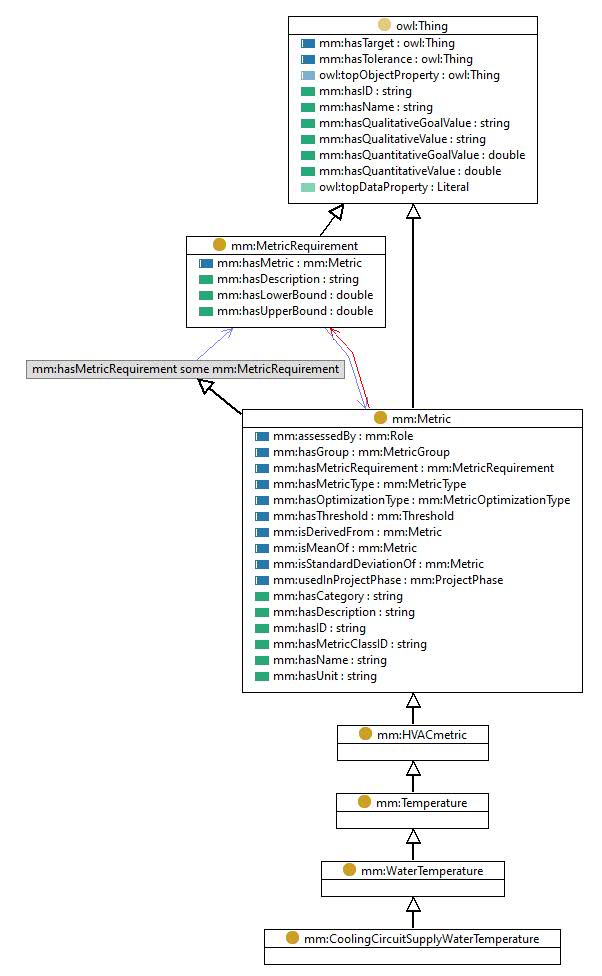 owl:Thing
mm:hasTarget : owl:Thing
mm:hasTolerance : owl:Thing
owl:topObjectProperty : owl:Thing
mm:hasID : string
mm:hasName : string
mm:hasQualitativeGoalValue : string
mm:hasQualitativeValue : string
mm:hasQuantitativeGoalValue : double
mm:hasQuantitativeValue : double
owl:topDataProperty : Literal
mm:MetricRequirement
mm:hasMetric : mm:Metric
mm:hasDescription : string
mm:hasLowerBound : double
mm:hasUpperBound : double
mm:hasMetricRequirement some mm:MetricRequirement
mm:Metric
mm:assessedBy : mm:Role
mm:hasGroup : mm:MetricGroup
mm:hasMetricRequirement : mm:MetricRequirement
mm:hasMetricType : mm:MetricType
mm:hasOptimizationType : mm:MetricOptimizationType
mm:hasThreshold : mm:Threshold
mm:isDerivedFrom : mm:Metric
mm:isMeanOf : mm:Metric
mm:isStandardDeviationOf : mm:Metric
mm:usedInProjectPhase : mm:ProjectPhase
mm:hasCategory : string
mm:hasDescription : string
mm:hasID : string
mm:hasMetricClassID : string
mm:hasName : string
mm:hasUnit : string
mm:HVACmetric
mm:Temperature
mm:WaterTemperature
mm:CoolingCircuitSupplyWaterTemperature